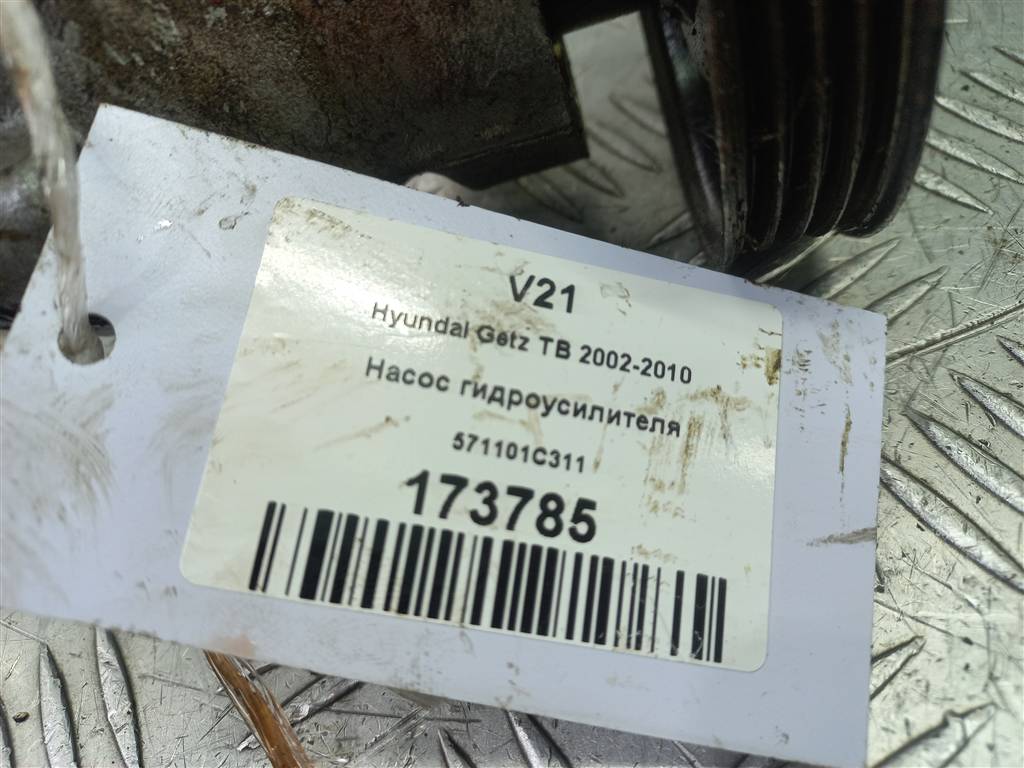 V21
Hyundai Getz TB 2002-2010
Насос гидроусилителя
571101C311
173785